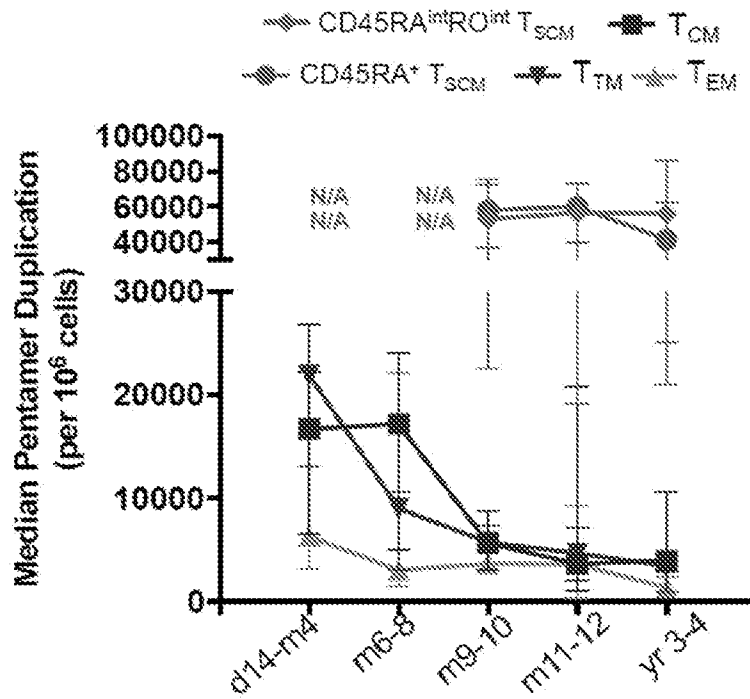 CD45RAintROint TSCM TCM
CD45RA+ TSCM TTM TEM
Median Pentamer Duplication
(per 10⁶ cells)
100000
80000
60000
40000
30000
20000
10000
0
N/A N/A
N/A N/A
d14-m4 m6-8 m9-10 m11-12 yr 3-4